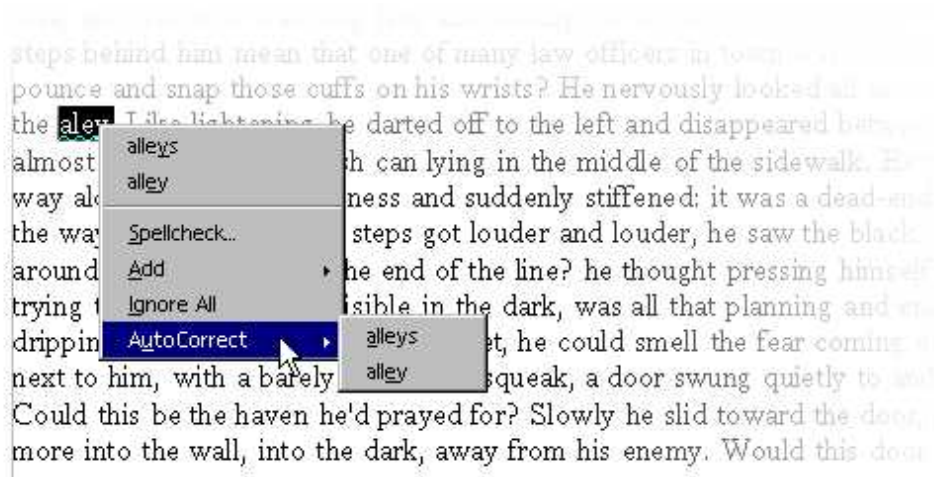 steps behind him mean that one of many law officers in town
pounce and snap those cuffs on his wrists? He nervously looked all
the aley. Like lightening he darted off to the left and disappeared
almost sh can lying in the middle of the sidewalk. He
way alo ness and suddenly stiffened: it was a dead-end
the way steps got louder and louder, he saw the black
around he end of the line? he thought pressing himself
trying t isible in the dark, was all that planning and
drippin et, he could smell the fear coming
next to him, with a barely squeak, a door swung quietly to and
Could this be the haven he'd prayed for? Slowly he slid toward the door,
more into the wall, into the dark, away from his enemy. Would this door
alleys
alley
Spellcheck...
Add
Ignore All
AutoCorrect
alleys
alley